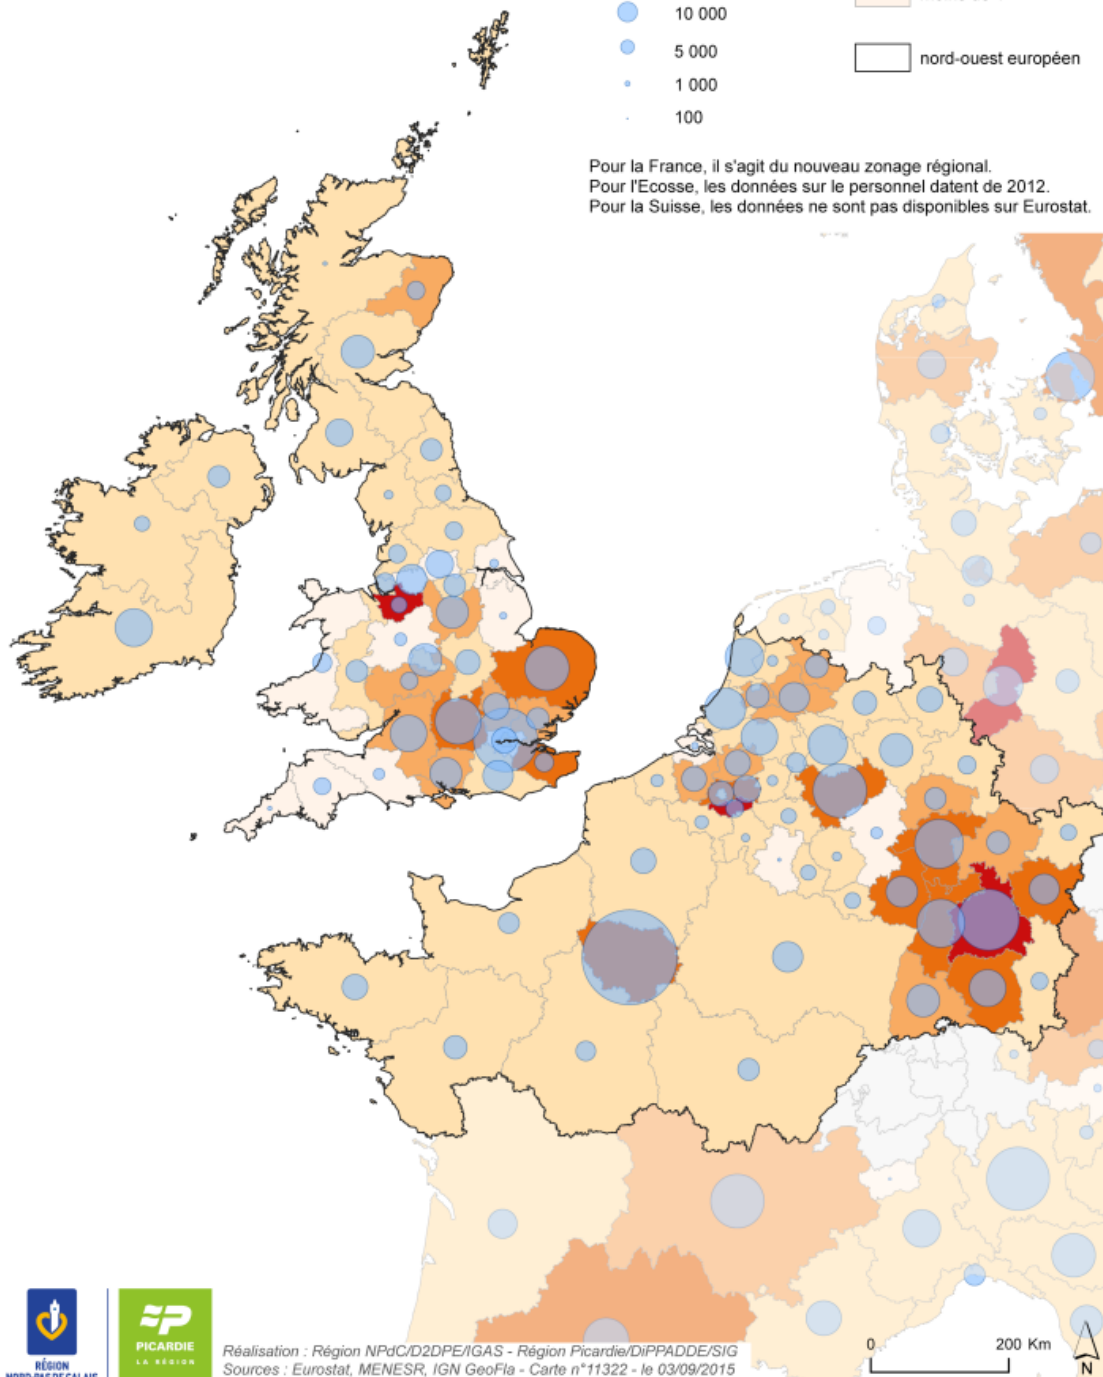 10 000
5 000
nord-ouest européen
1 000
100
Pour la France, il s'agit du nouveau zonage régional.
Pour l'Ecosse, les données sur le personnel datent de 2012.
Pour la Suisse, les données ne sont pas disponibles sur Eurostat.
PICARDIE
LA RÉGION
RÉGION
Réalisation : Région NPdC/D2DPE/IGAS - Région Picardie/DiPPADDE/SIG
Sources : Eurostat, MENESR, IGN GeoFla - Carte n°11322 - le 03/09/2015
0 200 Km
N